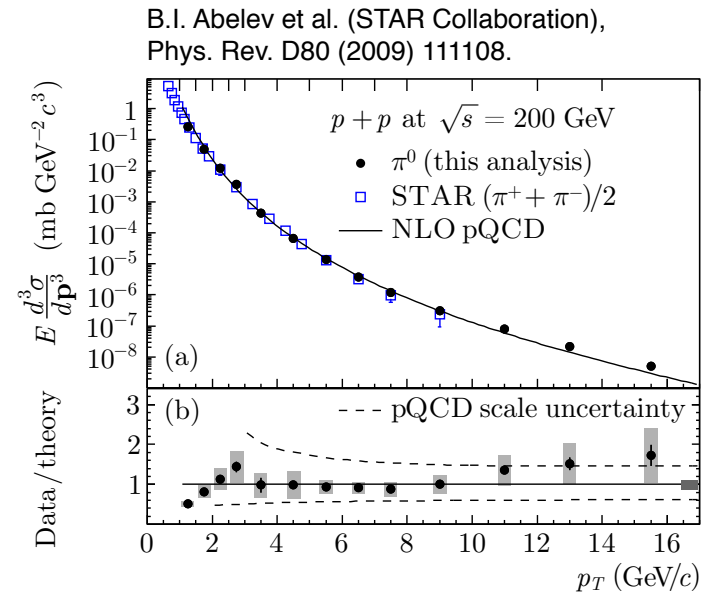 B.I. Abelev et al. (STAR Collaboration),
Phys. Rev. D80 (2009) 111108.
E d³σ/dp³ (mb GeV⁻² c³)
1
10⁻¹
10⁻²
10⁻³
10⁻⁴
10⁻⁵
10⁻⁶
10⁻⁷
10⁻⁸
p + p at √s = 200 GeV
π⁰ (this analysis)
STAR (π⁺ + π⁻)/2
NLO pQCD
(a)
Data/theory
3
2
1
(b)
pQCD scale uncertainty
0 2 4 6 8 10 12 14 16
p_T (GeV/c)